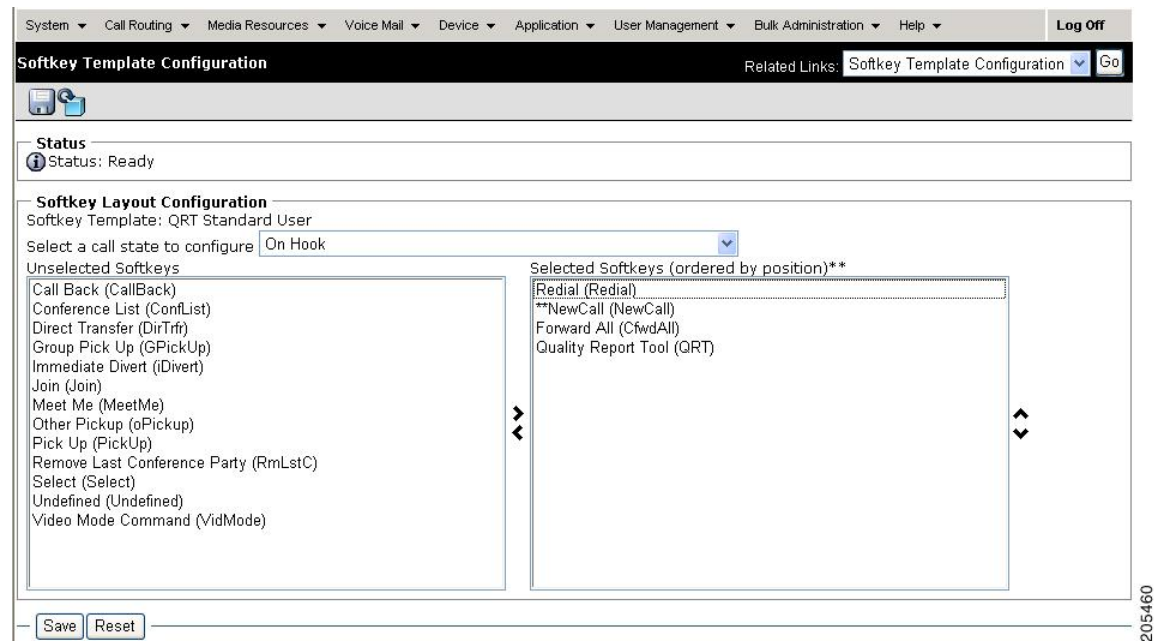 System Call Routing Media Resources Voice Mail Device Application User Management Bulk Administration Help Log Off
Softkey Template Configuration Related Links: Softkey Template Configuration Go
Status
Status: Ready
Softkey Layout Configuration
Softkey Template: QRT Standard User
Select a call state to configure On Hook
Unselected Softkeys
Call Back (CallBack)
Conference List (ConfList)
Direct Transfer (DirTrfr)
Group Pick Up (GPickUp)
Immediate Divert (iDivert)
Join (Join)
Meet Me (MeetMe)
Other Pickup (oPickup)
Pick Up (PickUp)
Remove Last Conference Party (RmLstC)
Select (Select)
Undefined (Undefined)
Video Mode Command (VidMode)
Selected Softkeys (ordered by position)**
Redial (Redial)
**NewCall (NewCall)
Forward All (CfwdAll)
Quality Report Tool (QRT)
Save Reset
205460